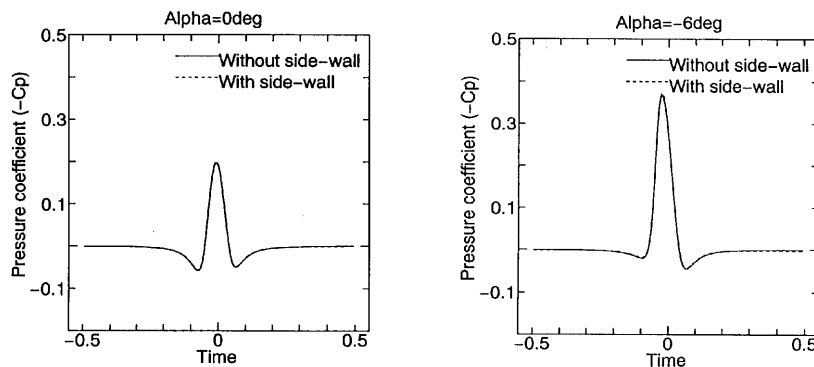 Alpha=0deg
0.5
Without side-wall
With side-wall
0.3
0.1
-0.1
Pressure coefficient (-Cp)
-0.5
0
0.5
Time
Alpha=-6deg
0.5
Without side-wall
With side-wall
0.3
0.1
-0.1
Pressure coefficient (-Cp)
-0.5
0
0.5
Time